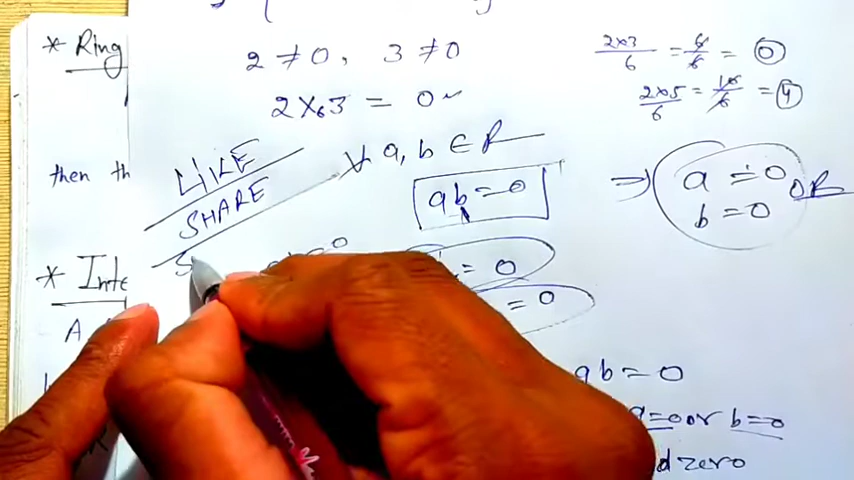 * Ring
2 ≠ 0, 3 ≠ 0
2×3/6 = 6/6 = 0
2 ×₆ 3 = 0
2×5/6 = 10/6 = 4
LIKE
SHARE
∀ a, b ∈ R
ab = 0
⇒ a = 0 OR
b = 0
then th
= 0
* Inte
= 0
= 0
A
ab = 0
a=0 or b=0
d zero